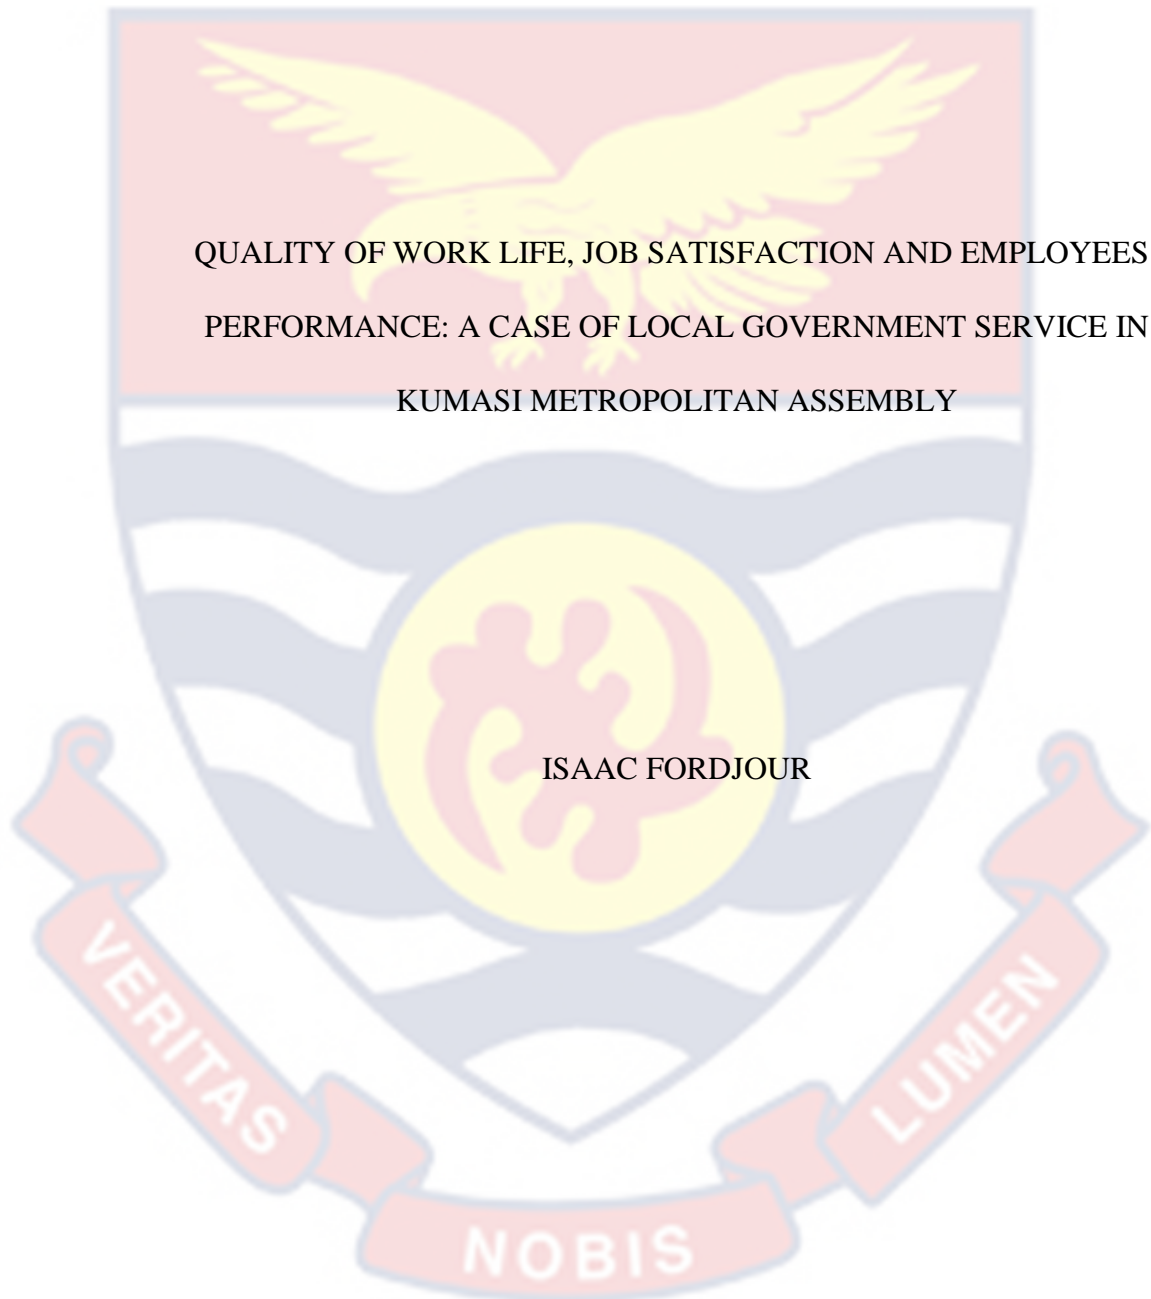 QUALITY OF WORK LIFE, JOB SATISFACTION AND EMPLOYEES
PERFORMANCE: A CASE OF LOCAL GOVERNMENT SERVICE IN
KUMASI METROPOLITAN ASSEMBLY
ISAAC FORDJOUR
VERITAS
NOBIS
LUMEN